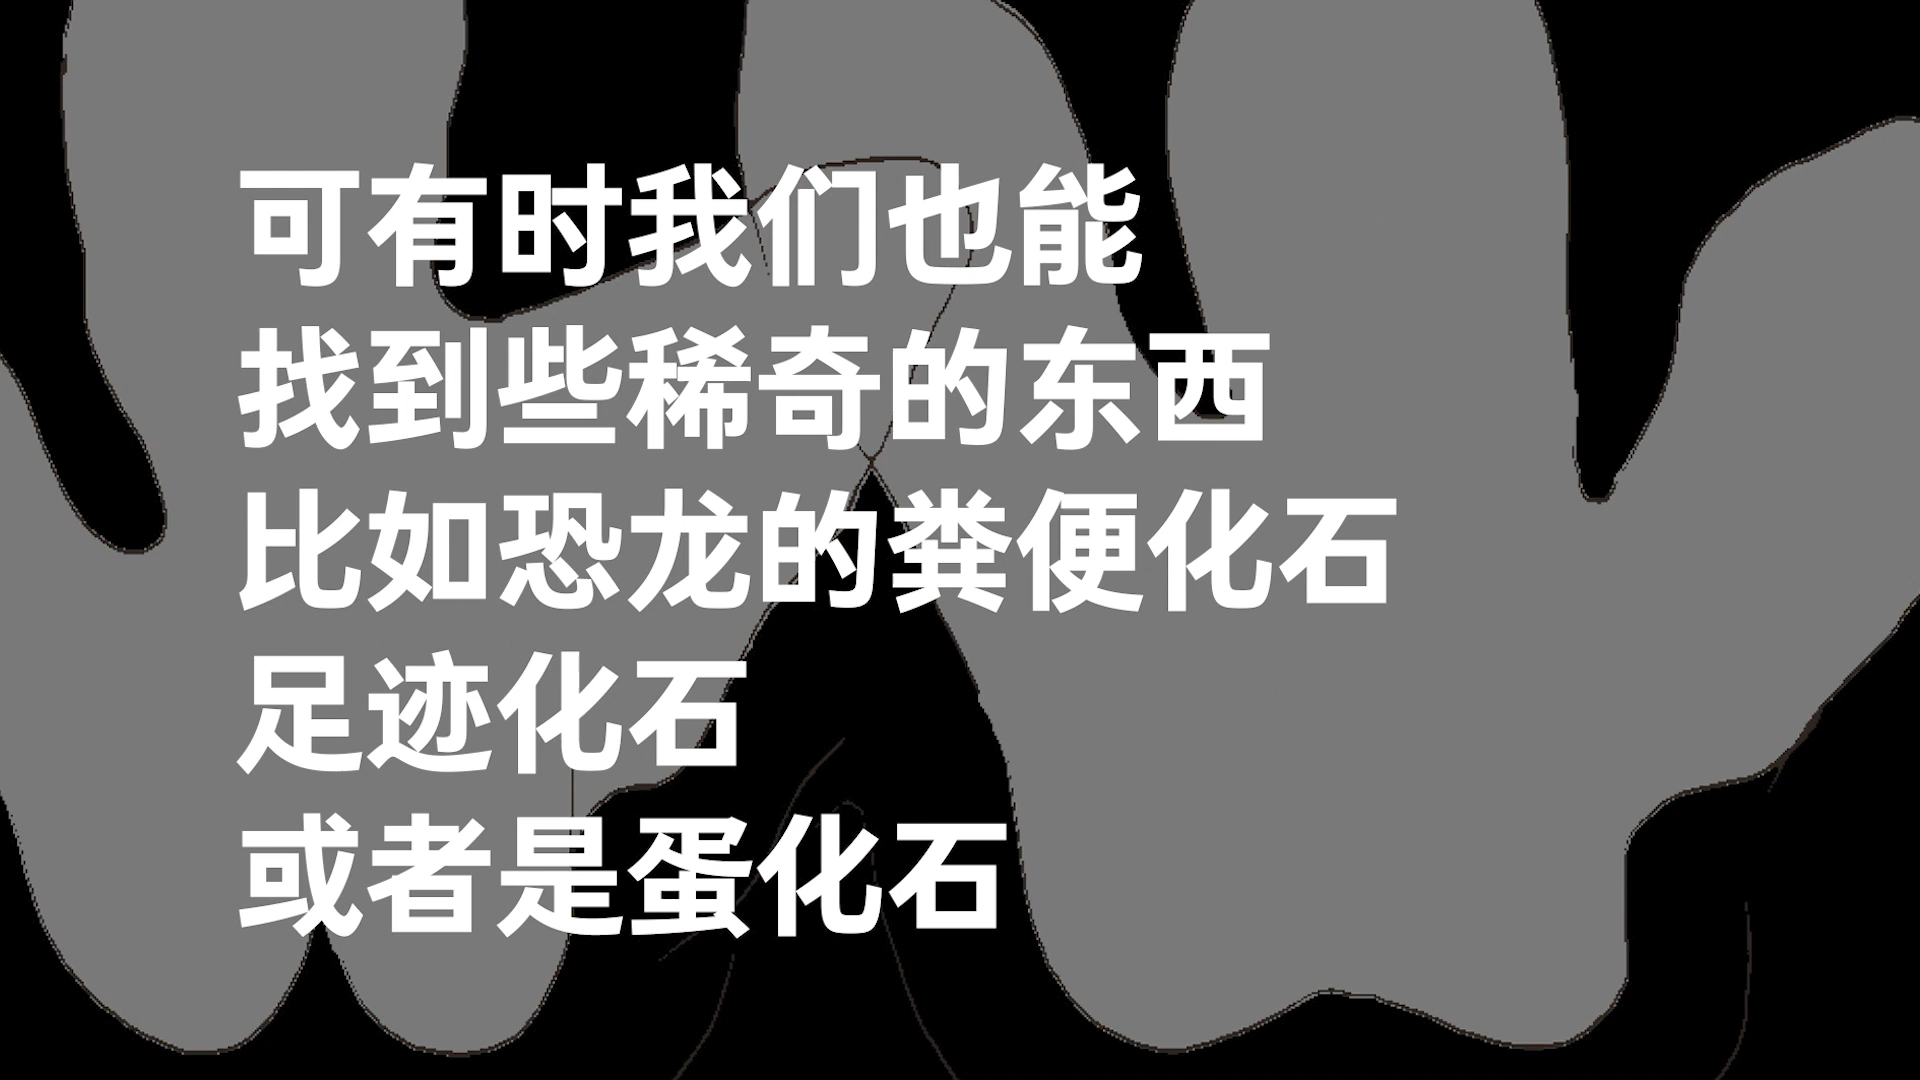 可有时我们也能
找到些稀奇的东西
比如恐龙的粪便化石
足迹化石
或者是蛋化石